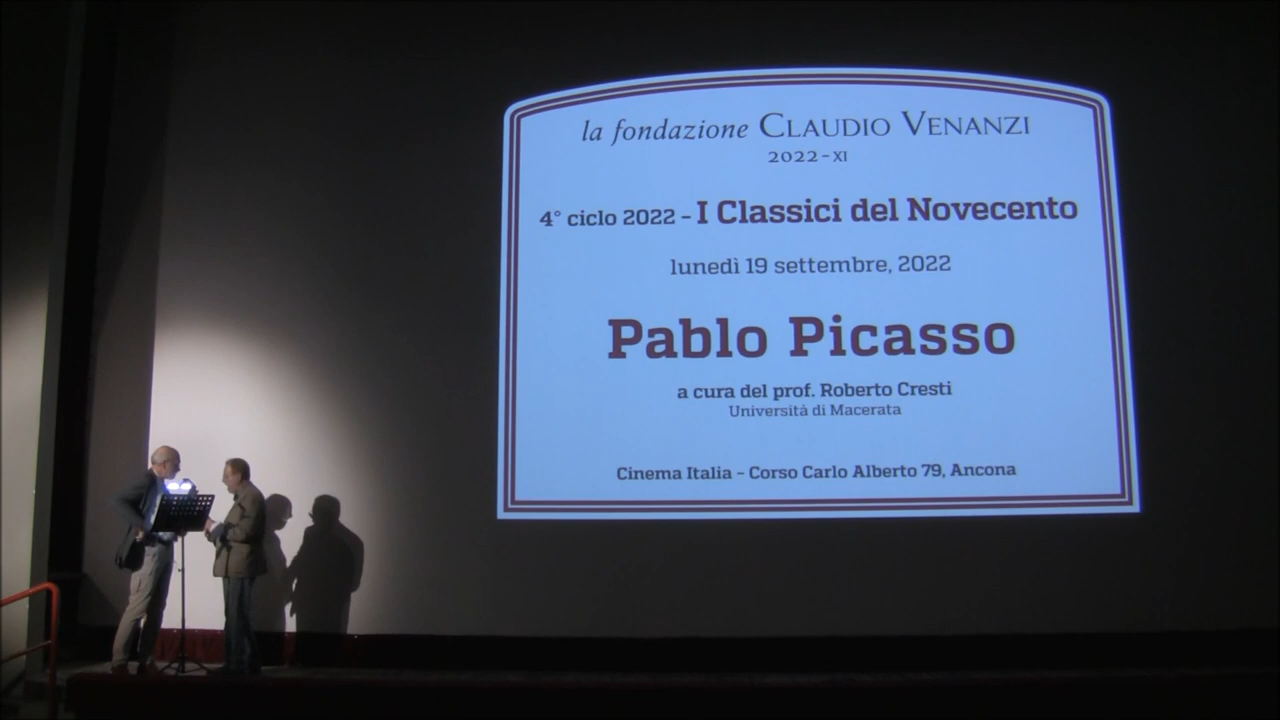 la fondazione CLAUDIO VENANZI
2022-XI
4° ciclo 2022 - I Classici del Novecento
lunedì 19 settembre, 2022
Pablo Picasso
a cura del prof. Roberto Cresti
Università di Macerata
Cinema Italia - Corso Carlo Alberto 79, Ancona